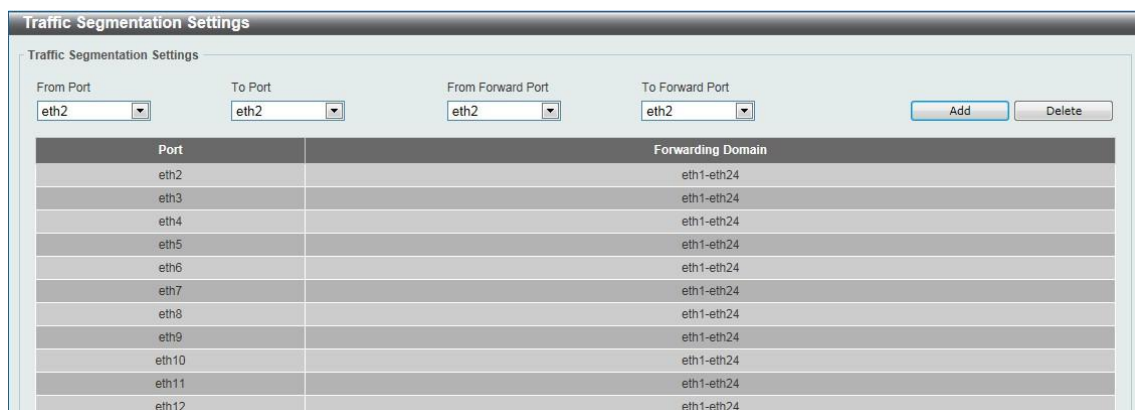 Traffic Segmentation Settings
Traffic Segmentation Settings
From Port To Port From Forward Port To Forward Port
eth2 eth2 eth2 eth2 Add Delete
Port Forwarding Domain
eth2 eth1-eth24
eth3 eth1-eth24
eth4 eth1-eth24
eth5 eth1-eth24
eth6 eth1-eth24
eth7 eth1-eth24
eth8 eth1-eth24
eth9 eth1-eth24
eth10 eth1-eth24
eth11 eth1-eth24
eth12 eth1-eth24